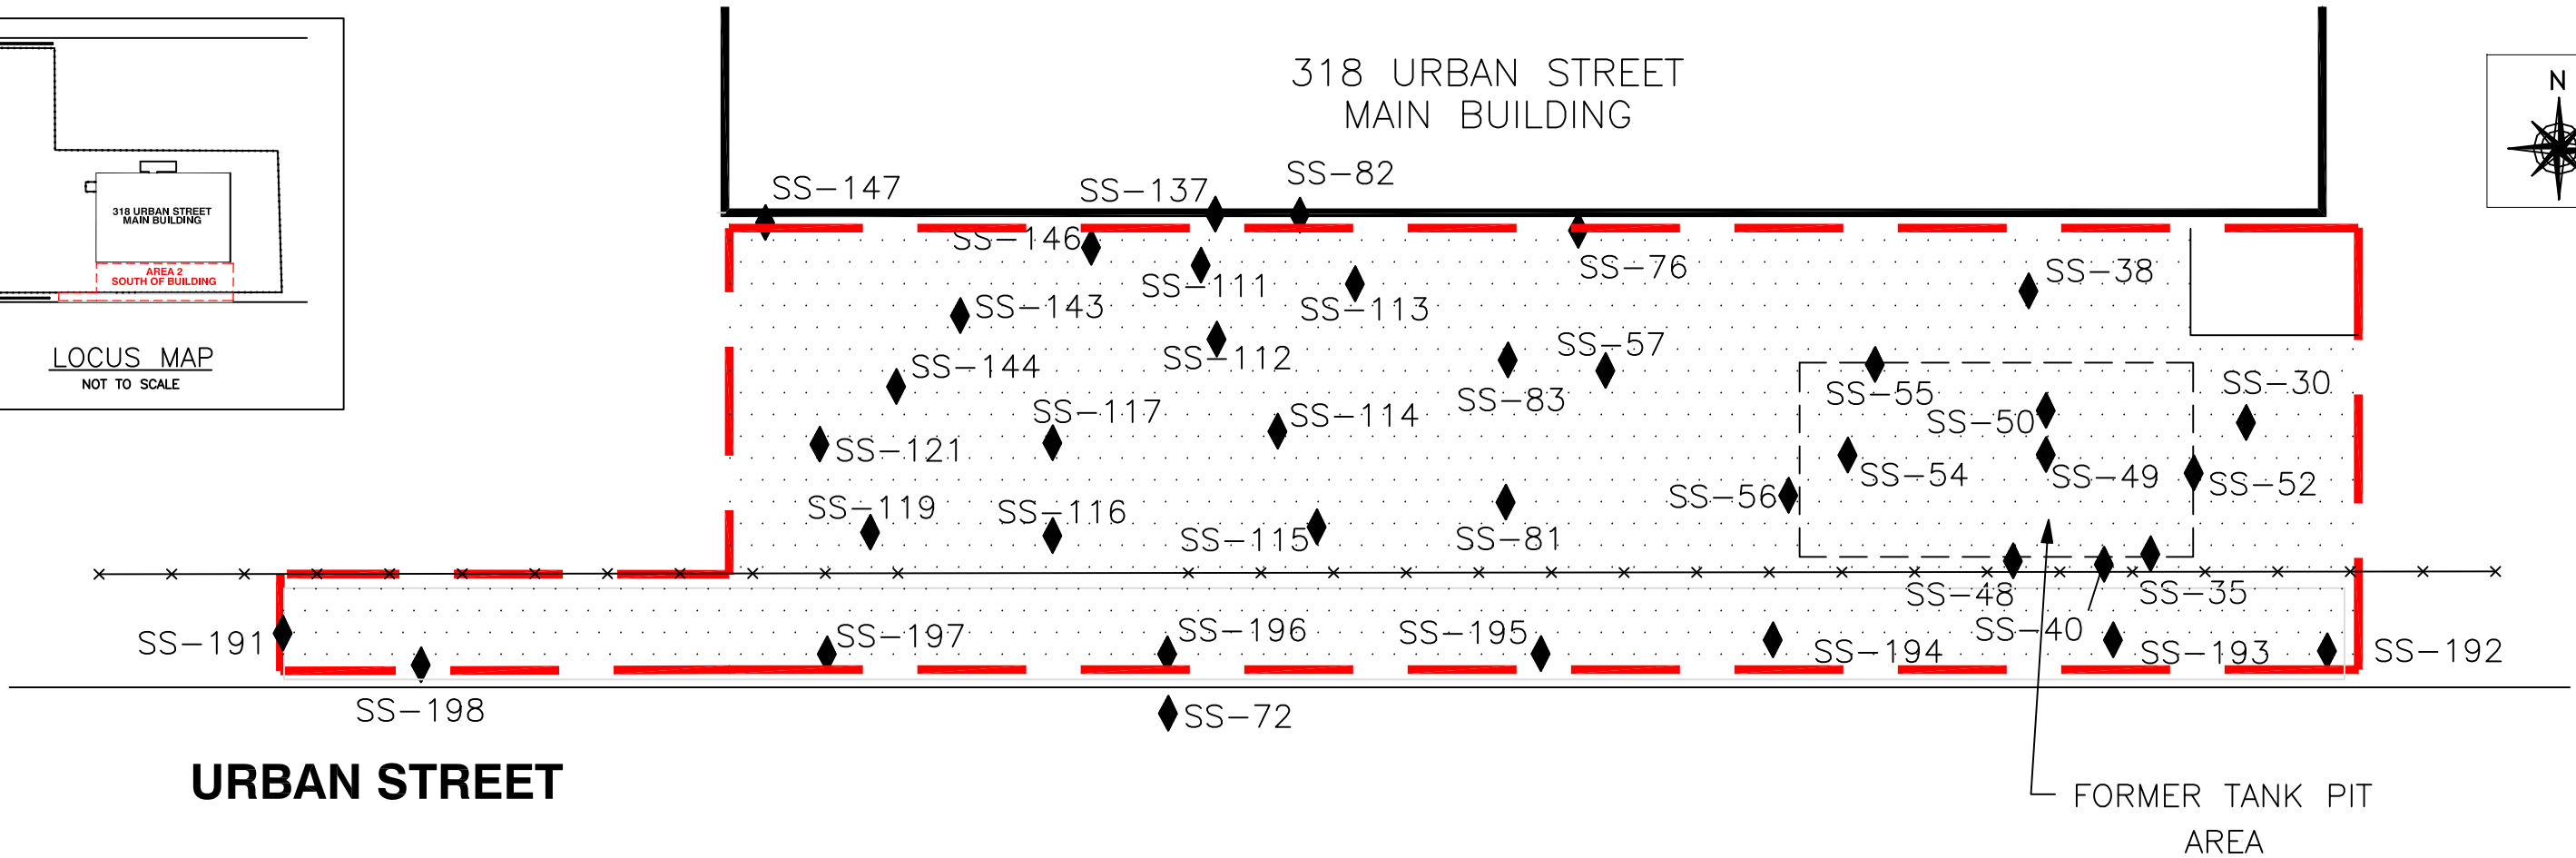 318 URBAN STREET
MAIN BUILDING
N
SS-147
SS-137
SS-82
318 URBAN STREET
MAIN BUILDING
AREA 2
SOUTH OF BUILDING
SS-146
SS-111
SS-113
SS-76
SS-38
SS-143
SS-112
SS-57
LOCUS MAP
NOT TO SCALE
SS-144
SS-83
SS-55
SS-30
SS-117
SS-114
SS-50
SS-121
SS-54
SS-49
SS-52
SS-56
SS-119
SS-116
SS-115
SS-81
SS-48
SS-35
SS-40
SS-191
SS-197
SS-196
SS-195
SS-194
SS-193
SS-192
SS-198
SS-72
URBAN STREET
FORMER TANK PIT
AREA